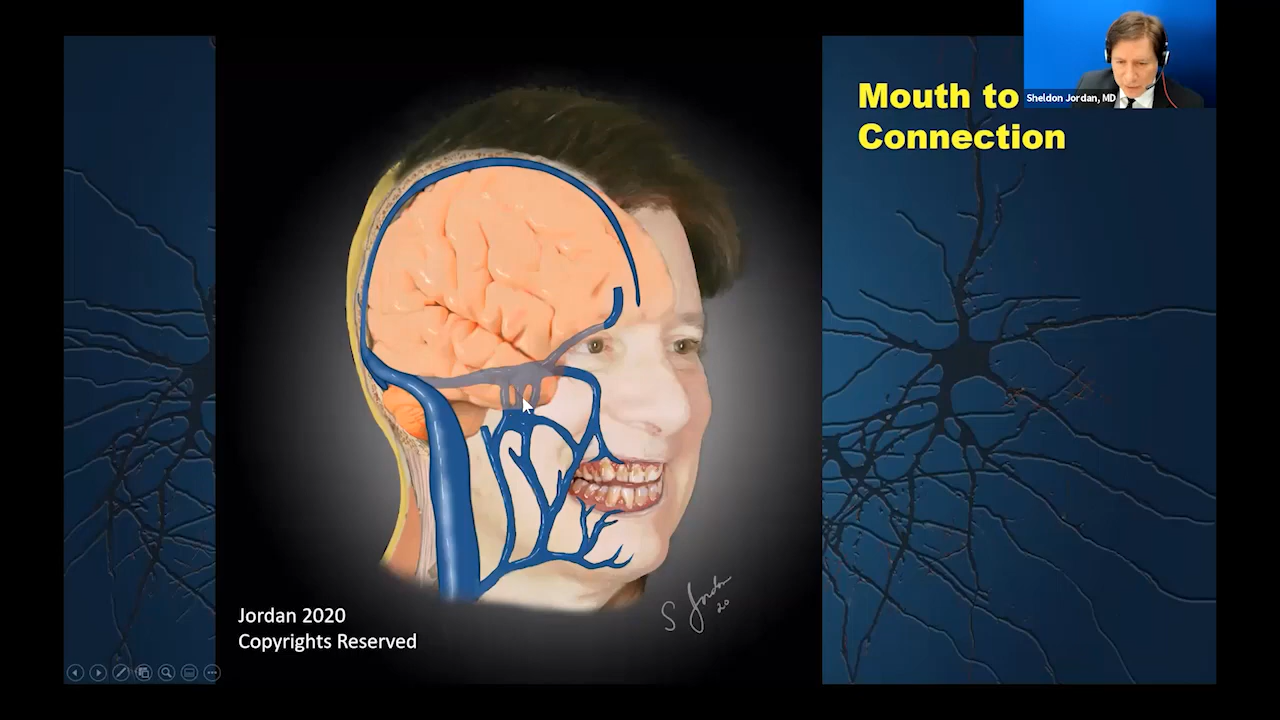 Mouth to
Connection
Sheldon Jordan, MD
S Jordan
20
Jordan 2020
Copyrights Reserved